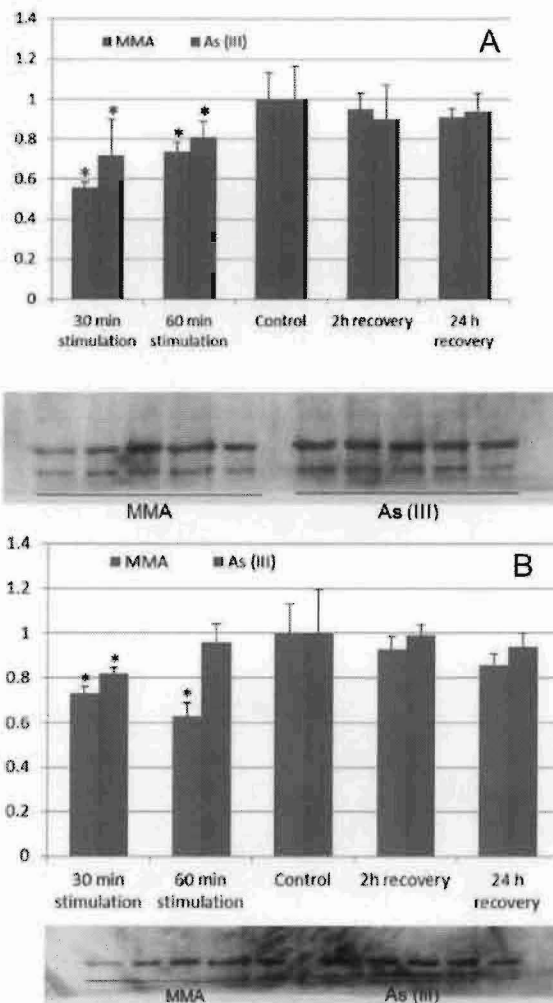 1.4
■ MMA ■ As (III)
A
1.2
1
0.8
0.6
0.4
0.2
0
* * * *
30 min stimulation
60 min stimulation
Control
2h recovery
24 h recovery
MMA
As (III)
1.4
■ MMA ■ As (III)
B
1.2
1
0.8
0.6
0.4
0.2
0
* * *
30 min stimulation
60 min stimulation
Control
2h recovery
24 h recovery
MMA
As (III)